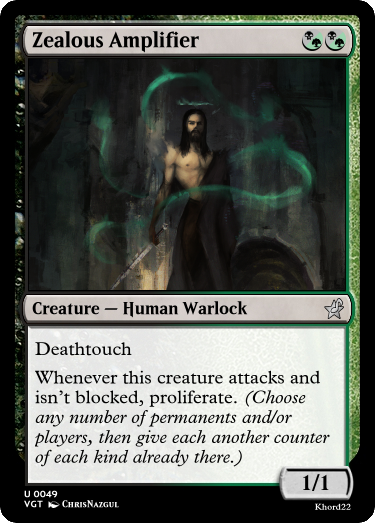 Zealous Amplifier
Creature — Human Warlock
Deathtouch
Whenever this creature attacks and
isn't blocked, proliferate. (Choose
any number of permanents and/or
players, then give each another counter
of each kind already there.)
1/1
U 0049
VGT ChrisNazgul
Khord22